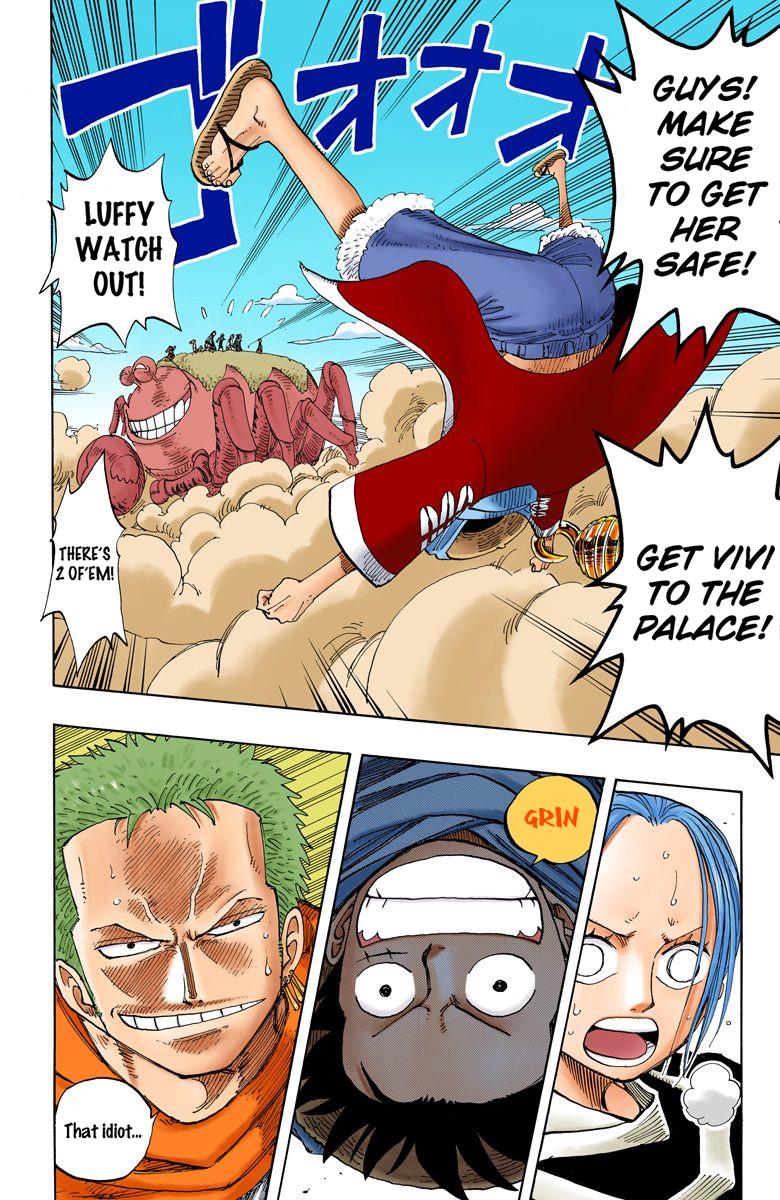 GUYS!
MAKE
SURE
TO GET
HER
SAFE!
ブオオオ
LUFFY
WATCH
OUT!
THERE'S
2 OF'EM!
GET VIVI
TO THE
PALACE!
GRIN
That idiot...